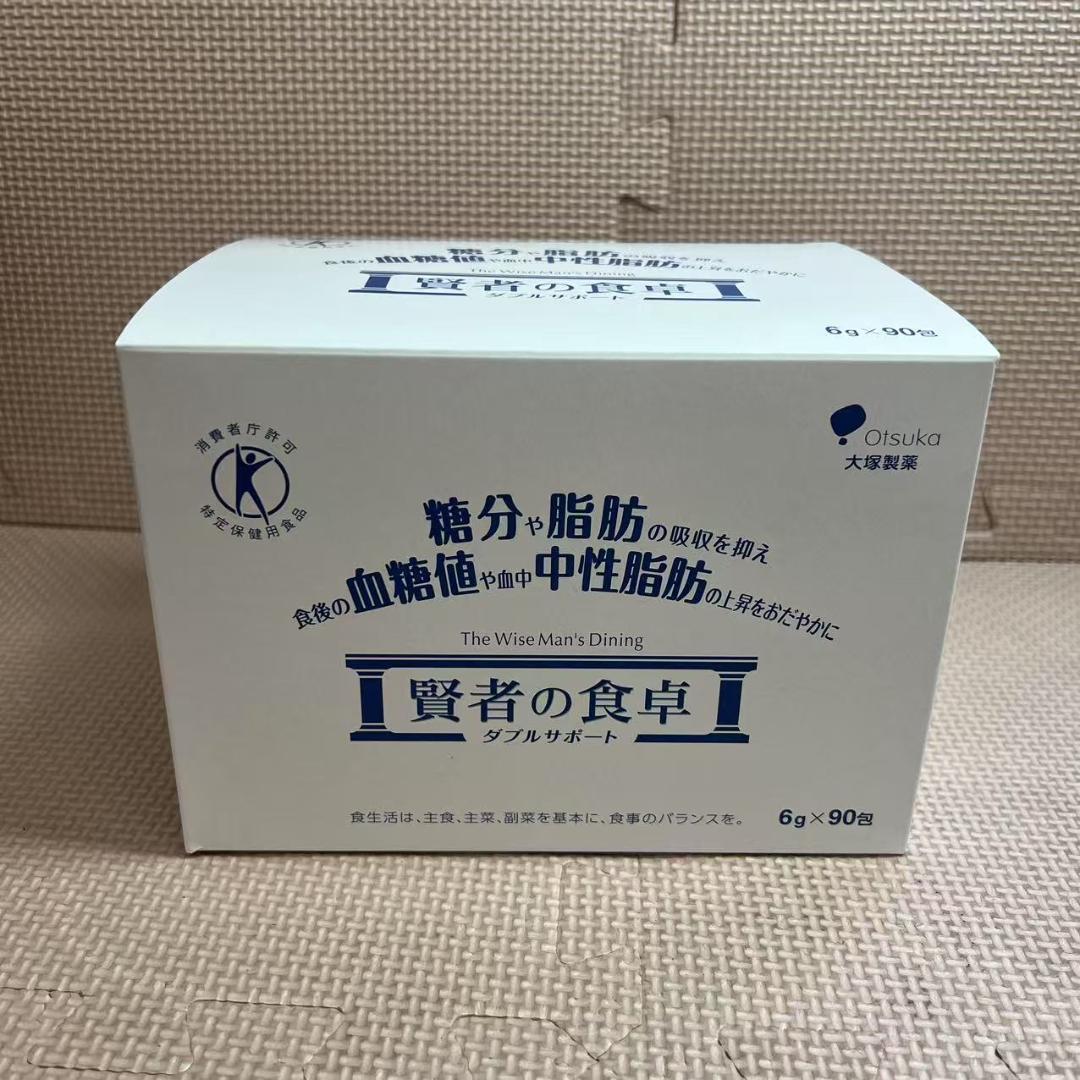 糖分や脂肪の吸収を抑え
食後の血糖値や血中中性脂肪の上昇をおだやかに
The Wise Man's Dining
賢者の食卓
ダブルサポート
6g×90包
消費者庁許可
特定保健用食品
Otsuka
大塚製薬
糖分や脂肪の吸収を抑え
食後の血糖値や血中中性脂肪の上昇をおだやかに
The Wise Man's Dining
賢者の食卓
ダブルサポート
食生活は、主食、主菜、副菜を基本に、食事のバランスを。
6g×90包